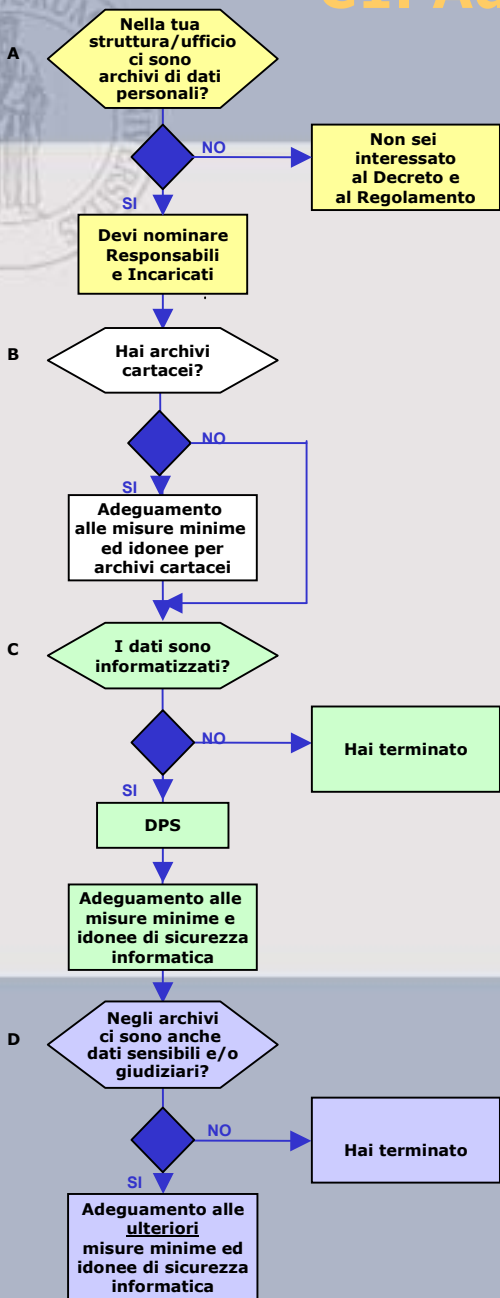 C1. Ad
A
Nella tua
struttura/ufficio
ci sono
archivi di dati
personali?
NO
Non sei
interessato
al Decreto e
al Regolamento
SI
Devi nominare
Responsabili
e Incaricati
B
Hai archivi
cartacei?
NO
SI
Adeguamento
alle misure minime
ed idonee per
archivi cartacei
C
I dati sono
informatizzati?
NO
Hai terminato
SI
DPS
Adeguamento alle
misure minime e
idonee di sicurezza
informatica
D
Negli archivi
ci sono anche
dati sensibili e/o
giudiziari?
NO
Hai terminato
SI
Adeguamento alle
ulteriori
misure minime ed
idonee di sicurezza
informatica